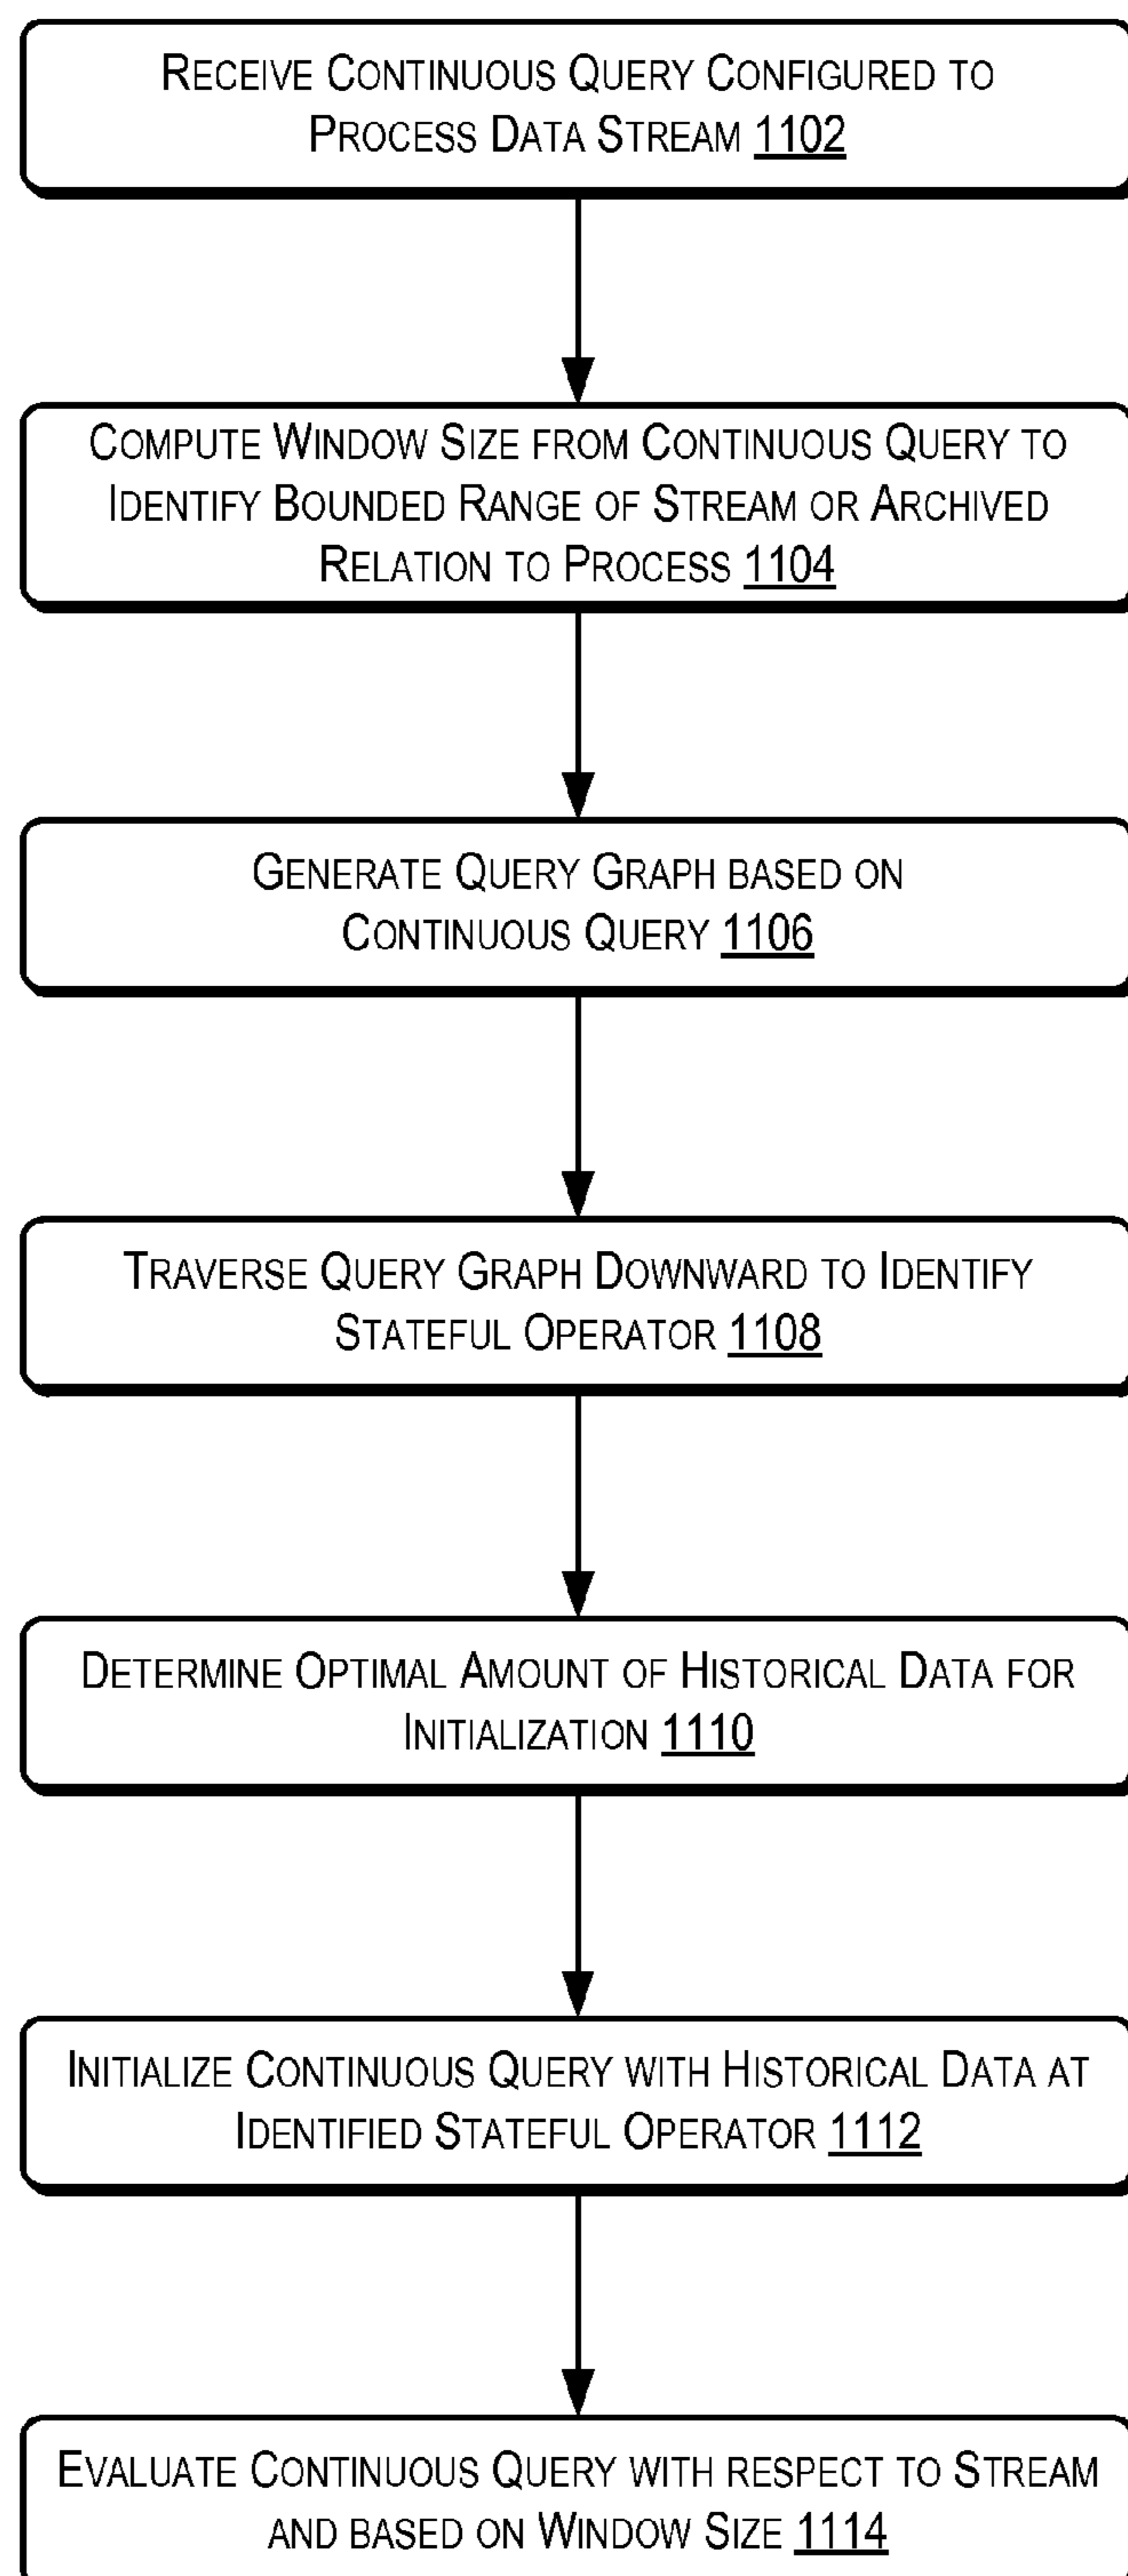 RECEIVE CONTINUOUS QUERY CONFIGURED TO
PROCESS DATA STREAM 1102
COMPUTE WINDOW SIZE FROM CONTINUOUS QUERY TO
IDENTIFY BOUNDED RANGE OF STREAM OR ARCHIVED
RELATION TO PROCESS 1104
GENERATE QUERY GRAPH BASED ON
CONTINUOUS QUERY 1106
TRAVERSE QUERY GRAPH DOWNWARD TO IDENTIFY
STATEFUL OPERATOR 1108
DETERMINE OPTIMAL AMOUNT OF HISTORICAL DATA FOR
INITIALIZATION 1110
INITIALIZE CONTINUOUS QUERY WITH HISTORICAL DATA AT
IDENTIFIED STATEFUL OPERATOR 1112
EVALUATE CONTINUOUS QUERY WITH RESPECT TO STREAM
AND BASED ON WINDOW SIZE 1114